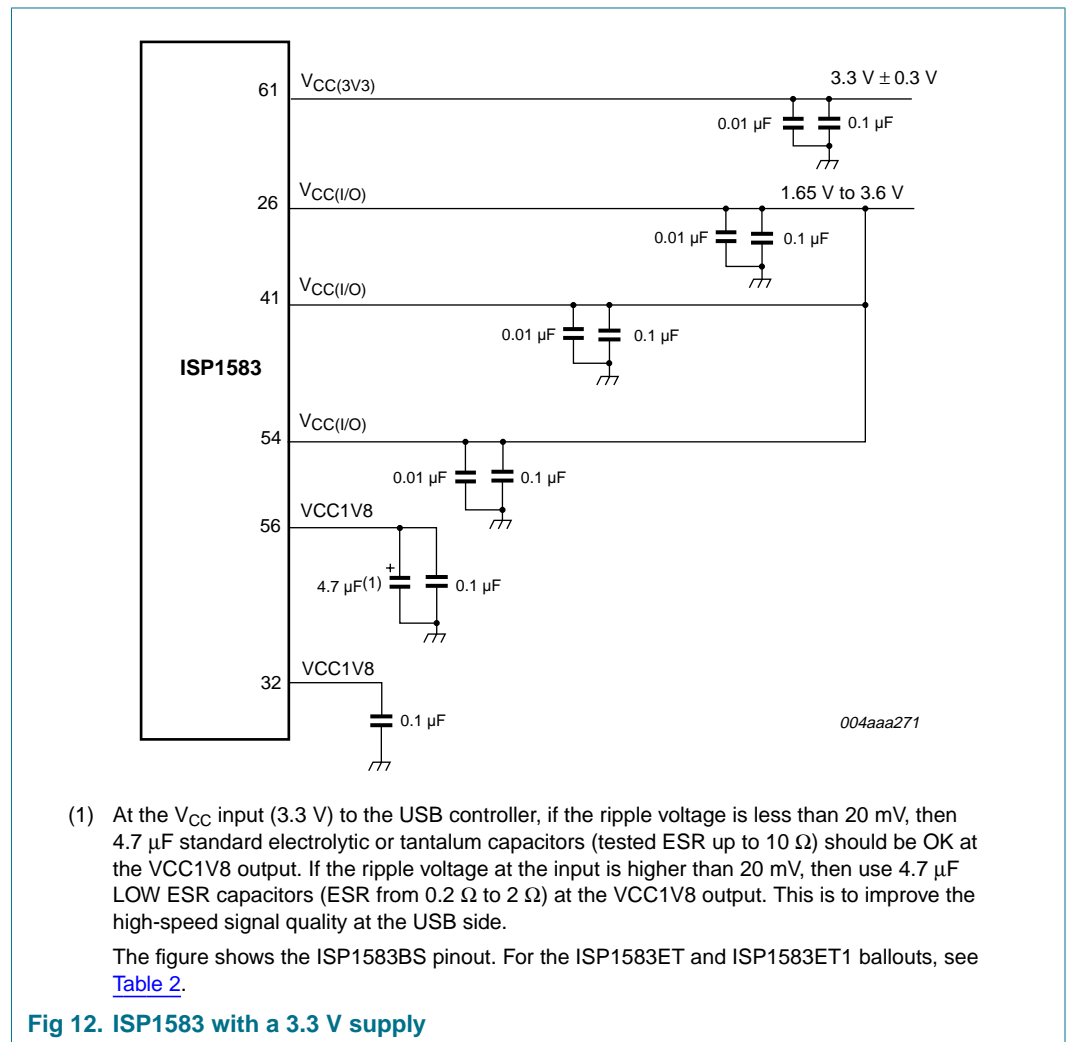 61
VCC(3V3)
3.3 V ± 0.3 V
0.01 μF
0.1 μF
26
VCC(I/O)
1.65 V to 3.6 V
0.01 μF
0.1 μF
41
VCC(I/O)
0.01 μF
0.1 μF
ISP1583
54
VCC(I/O)
0.01 μF
0.1 μF
56
VCC1V8
+
4.7 μF(1)
0.1 μF
32
VCC1V8
0.1 μF
004aaa271
(1) At the VCC input (3.3 V) to the USB controller, if the ripple voltage is less than 20 mV, then
4.7 μF standard electrolytic or tantalum capacitors (tested ESR up to 10 Ω) should be OK at
the VCC1V8 output. If the ripple voltage at the input is higher than 20 mV, then use 4.7 μF
LOW ESR capacitors (ESR from 0.2 Ω to 2 Ω) at the VCC1V8 output. This is to improve the
high-speed signal quality at the USB side.
The figure shows the ISP1583BS pinout. For the ISP1583ET and ISP1583ET1 ballouts, see
Table 2.
Fig 12. ISP1583 with a 3.3 V supply